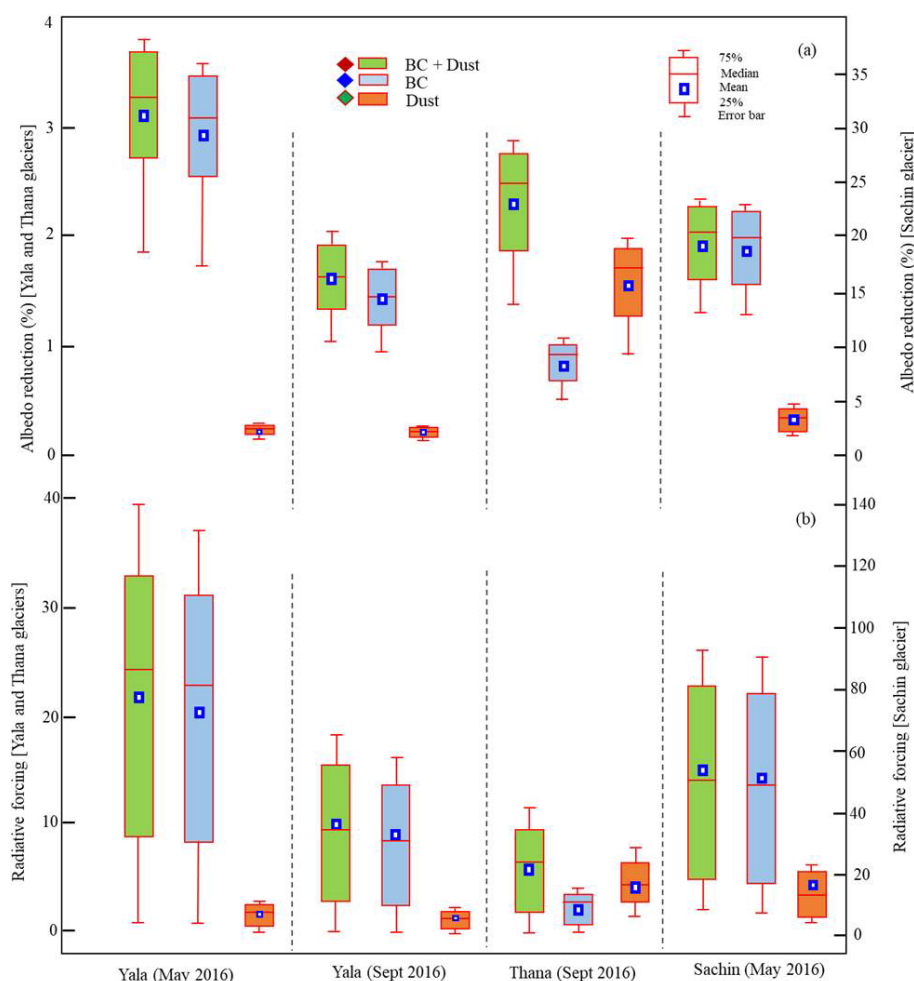 (a)
BC + Dust
BC
Dust
75%
Median
Mean
25%
Error bar
Albedo reduction (%) [Yala and Thana glaciers]
4
3
2
1
0
Albedo reduction (%) [Sachin glacier]
35
30
25
20
15
10
5
0
(b)
Radiative forcing [Yala and Thana glaciers]
40
30
20
10
0
Radiative forcing [Sachin glacier]
140
120
100
80
60
40
20
0
Yala (May 2016)
Yala (Sept 2016)
Thana (Sept 2016)
Sachin (May 2016)